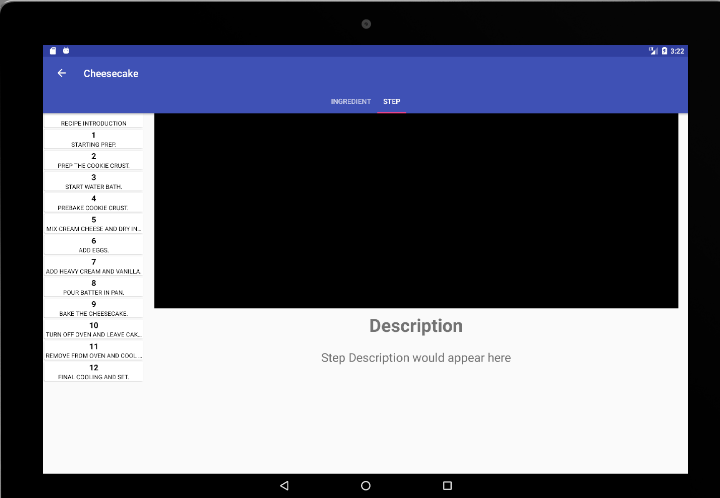 3:22
Cheesecake
INGREDIENT STEP
RECIPE INTRODUCTION
1
STARTING PREP.
2
PREP THE COOKIE CRUST.
3
START WATER BATH.
4
PREBAKE COOKIE CRUST.
5
MIX CREAM CHEESE AND DRY IN...
6
ADD EGGS.
7
ADD HEAVY CREAM AND VANILLA.
8
POUR BATTER IN PAN.
9
BAKE THE CHEESECAKE.
10
TURN OFF OVEN AND LEAVE CAK...
11
REMOVE FROM OVEN AND COOL ...
12
FINAL COOLING AND SET.
Description
Step Description would appear here